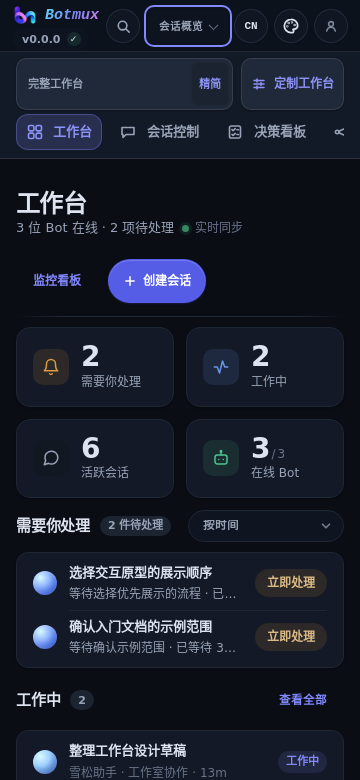 Botmux
v0.0.0 ✓
会话概览
CN
完整工作台
精简
定制工作台
工作台
会话控制
决策看板
工作台
3 位 Bot 在线 · 2 项待处理 实时同步
监控看板
+ 创建会话
2
需要你处理
2
工作中
6
活跃会话
3 / 3
在线 Bot
需要你处理 2 件待处理
按时间
选择交互原型的展示顺序
等待选择优先展示的流程 · 已…
立即处理
确认入门文档的示例范围
等待确认示例范围 · 已等待 3…
立即处理
工作中 2
查看全部
整理工作台设计草稿
雪松助手 · 工作室协作 · 13m
工作中